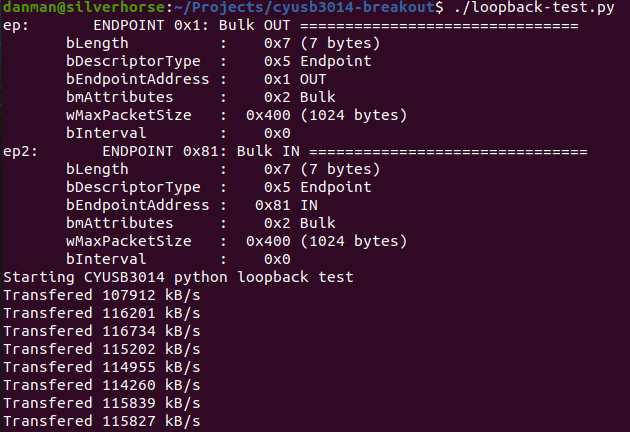 danman@silverhorse:~/Projects/cyusb3014-breakout$ ./loopback-test.py
ep:       ENDPOINT 0x1: Bulk OUT ===============================
       bLength          :    0x7 (7 bytes)
       bDescriptorType  :    0x5 Endpoint
       bEndpointAddress :    0x1 OUT
       bmAttributes     :    0x2 Bulk
       wMaxPacketSize   :  0x400 (1024 bytes)
       bInterval        :    0x0
ep2:       ENDPOINT 0x81: Bulk IN ===============================
       bLength          :    0x7 (7 bytes)
       bDescriptorType  :    0x5 Endpoint
       bEndpointAddress :   0x81 IN
       bmAttributes     :    0x2 Bulk
       wMaxPacketSize   :  0x400 (1024 bytes)
       bInterval        :    0x0
Starting CYUSB3014 python loopback test
Transfered 107912 kB/s
Transfered 116201 kB/s
Transfered 116734 kB/s
Transfered 115202 kB/s
Transfered 114955 kB/s
Transfered 114260 kB/s
Transfered 115839 kB/s
Transfered 115827 kB/s